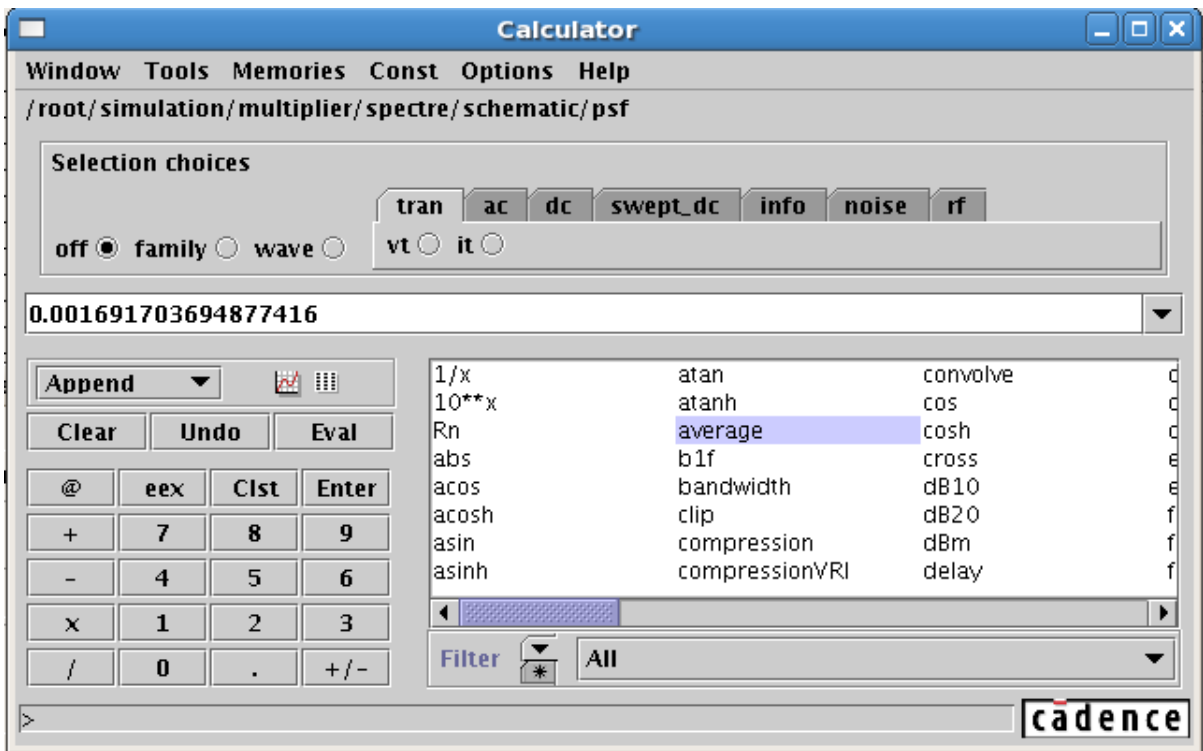 Calculator
Window Tools Memories Const Options Help
/root/simulation/multiplier/spectre/schematic/psf
Selection choices
tran ac dc swept_dc info noise rf
off family wave vt it
0.001691703694877416
Append
Clear Undo Eval
@ eex Clst Enter
+ 7 8 9
- 4 5 6
x 1 2 3
/ 0 . +/-
1/x atan convolve
10**x atanh cos
Rn average cosh
abs b1f cross
acos bandwidth dB10
acosh clip dB20
asin compression dBm
asinh compressionVRI delay
Filter * All
>
cādence